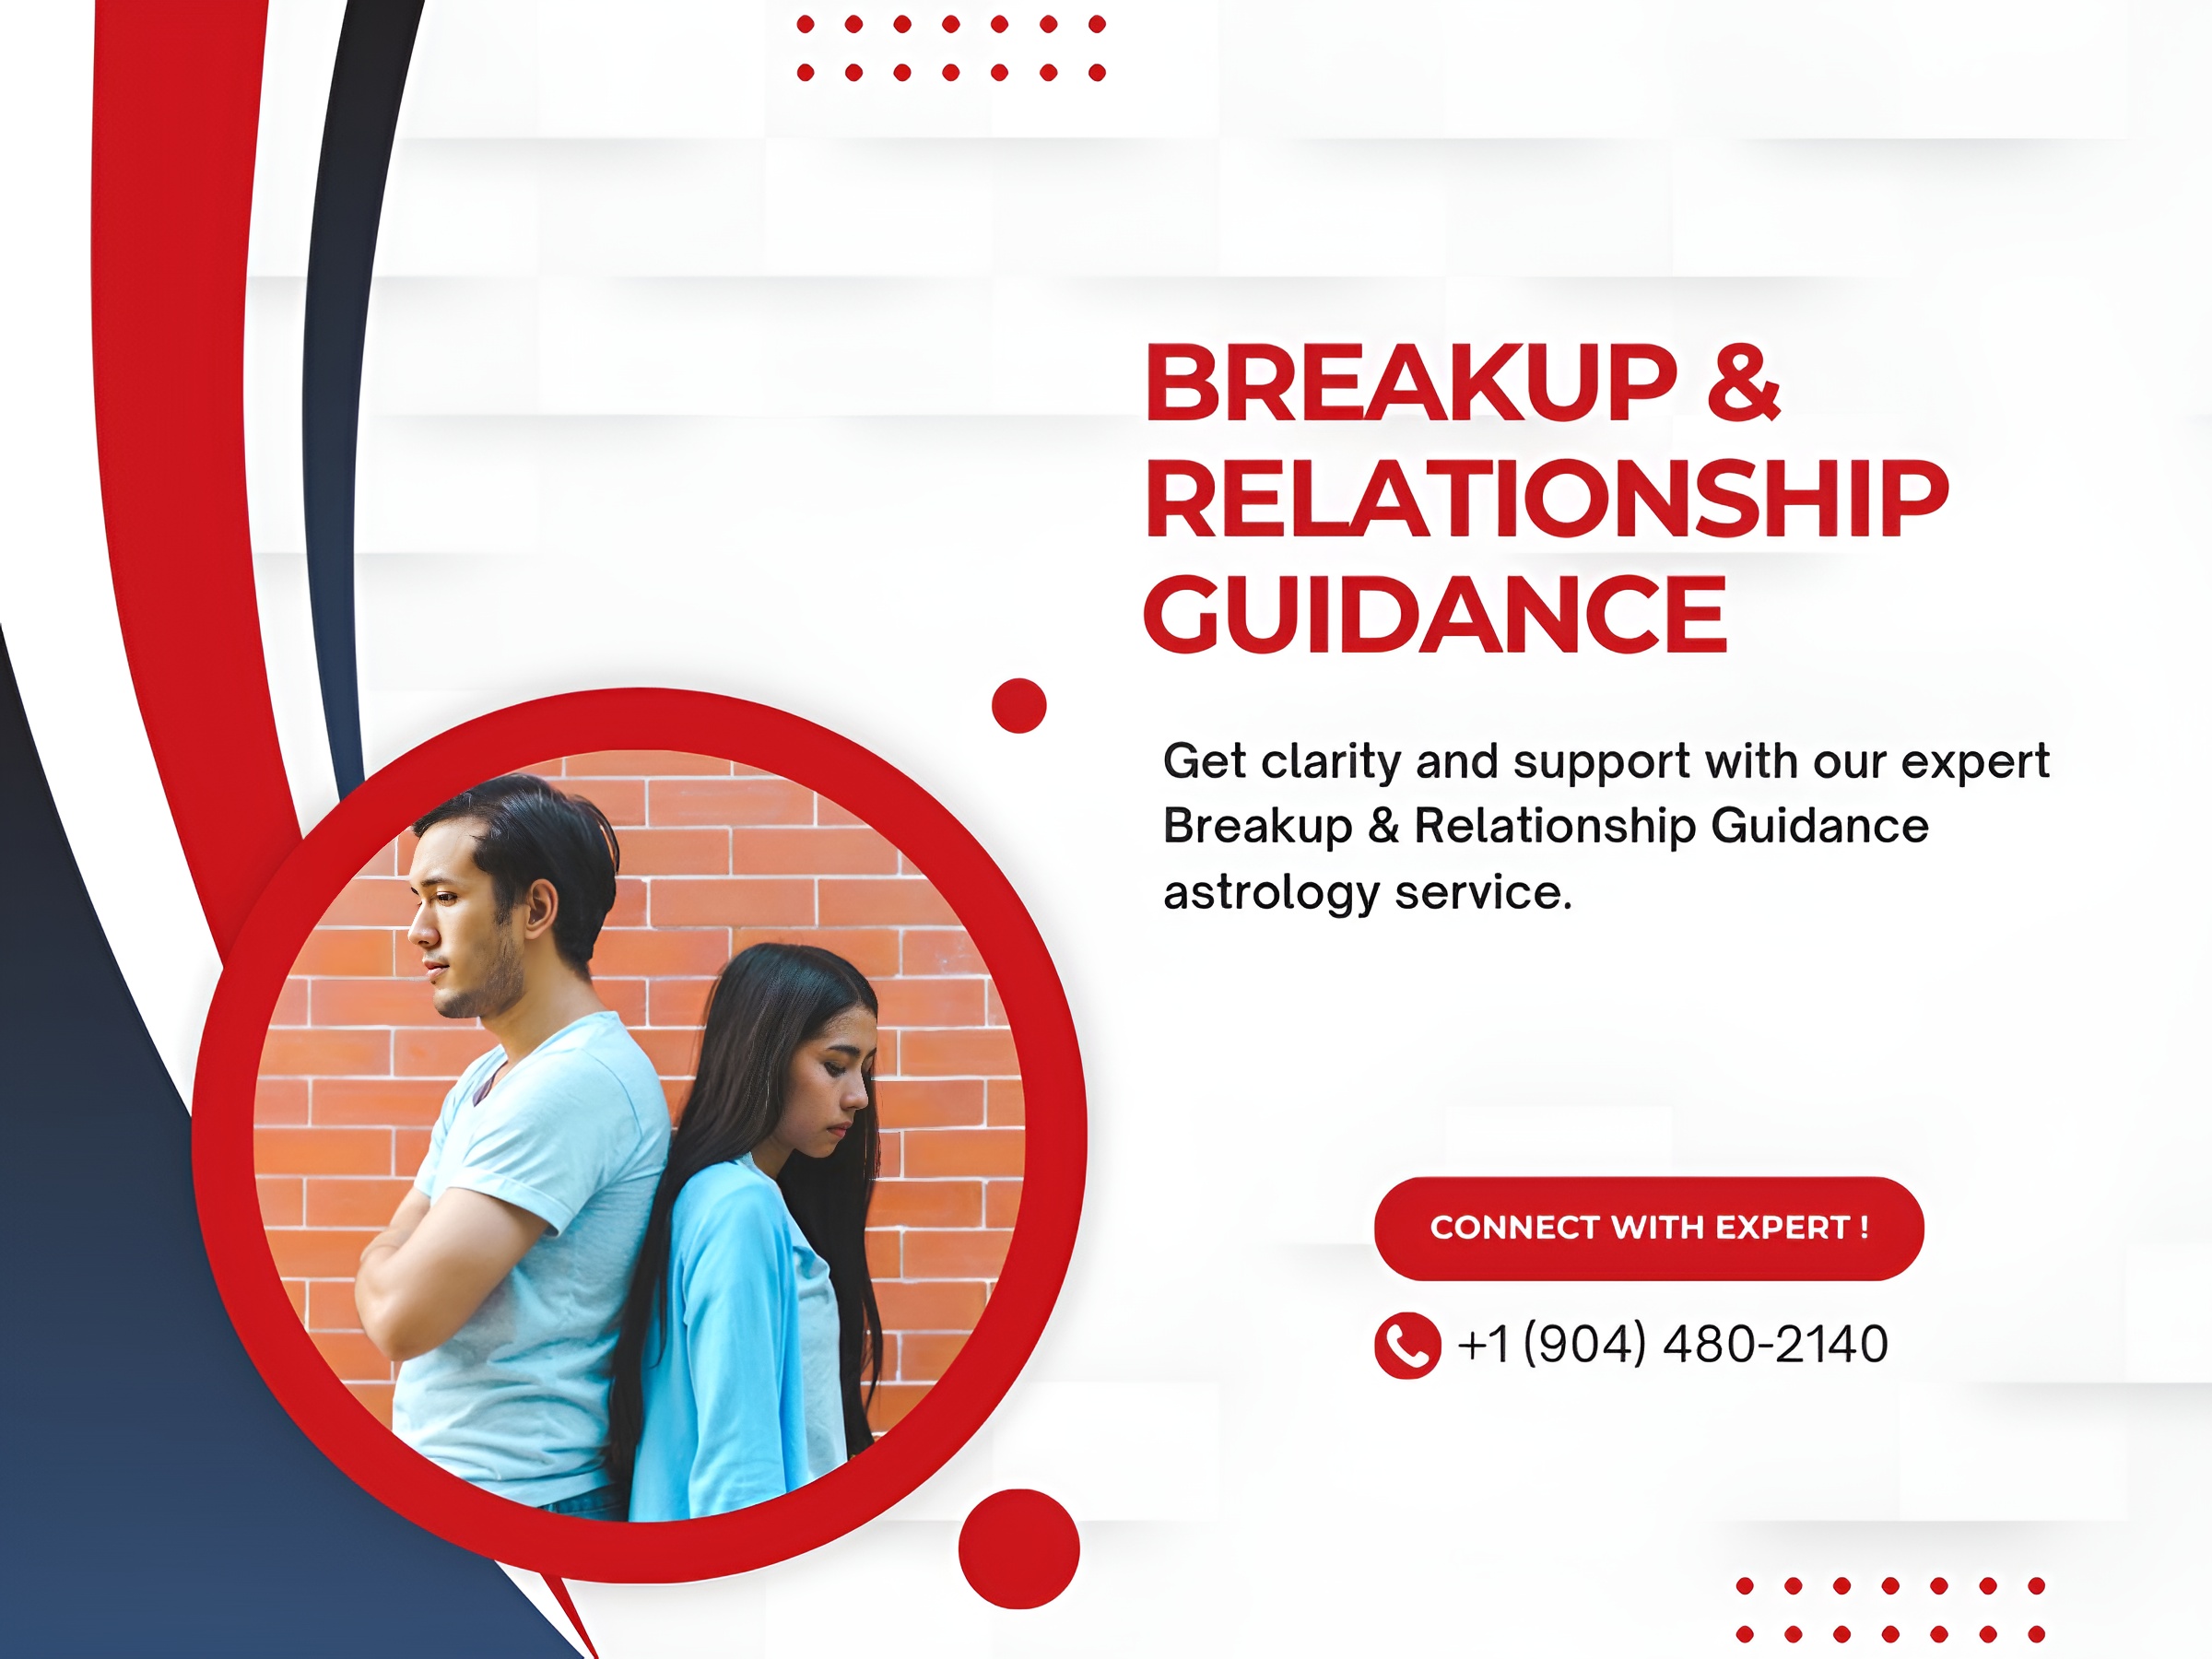 BREAKUP &
RELATIONSHIP
GUIDANCE
Get clarity and support with our expert
Breakup & Relationship Guidance
astrology service.
CONNECT WITH EXPERT !
+1 (904) 480-2140